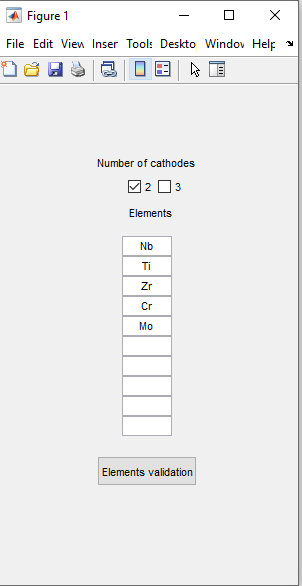 Figure 1
File Edit View Inser Tools Deskto Window Help
Number of cathodes
2 3
Elements
Nb
Ti
Zr
Cr
Mo
Elements validation